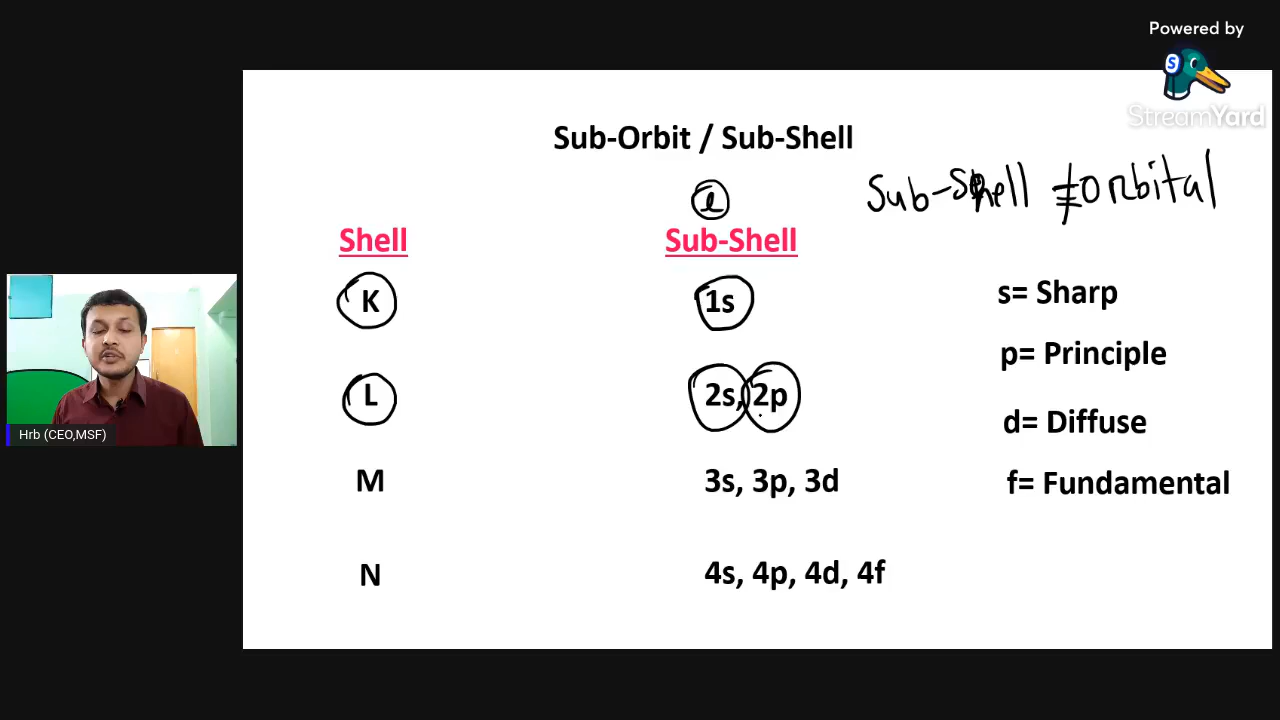 Powered by
StreamYard
Sub-Orbit / Sub-Shell
Sub-Shell ≠ Orbital
l
Shell
Sub-Shell
K
1s
s= Sharp
p= Principle
L
2s, 2p
d= Diffuse
Hrb (CEO,MSF)
M
3s, 3p, 3d
f= Fundamental
N
4s, 4p, 4d, 4f